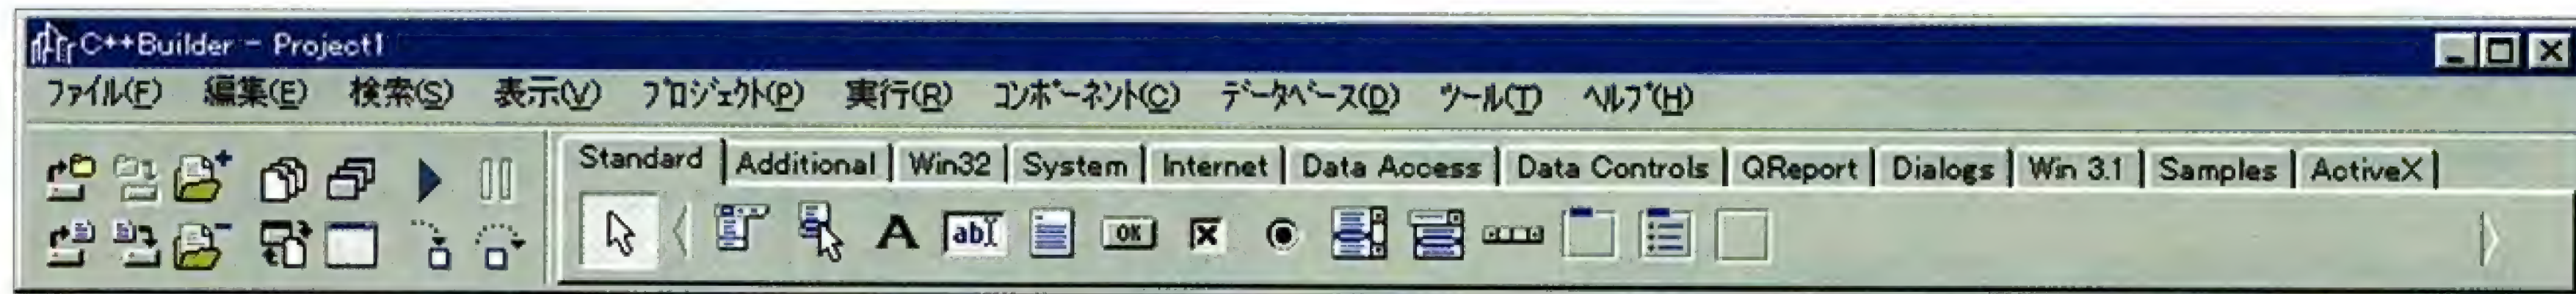 C++Builder - Project1
ﾌｧｲﾙ(F) 編集(E) 検索(S) 表示(V) ﾌﾟﾛｼﾞｪｸﾄ(P) 実行(R) ｺﾝﾎﾟｰﾈﾝﾄ(C) ﾃﾞｰﾀﾍﾞｰｽ(D) ﾂｰﾙ(T) ﾍﾙﾌﾟ(H)
Standard Additional Win32 System Internet Data Access Data Controls QReport Dialogs Win 3.1 Samples ActiveX
A abI OK